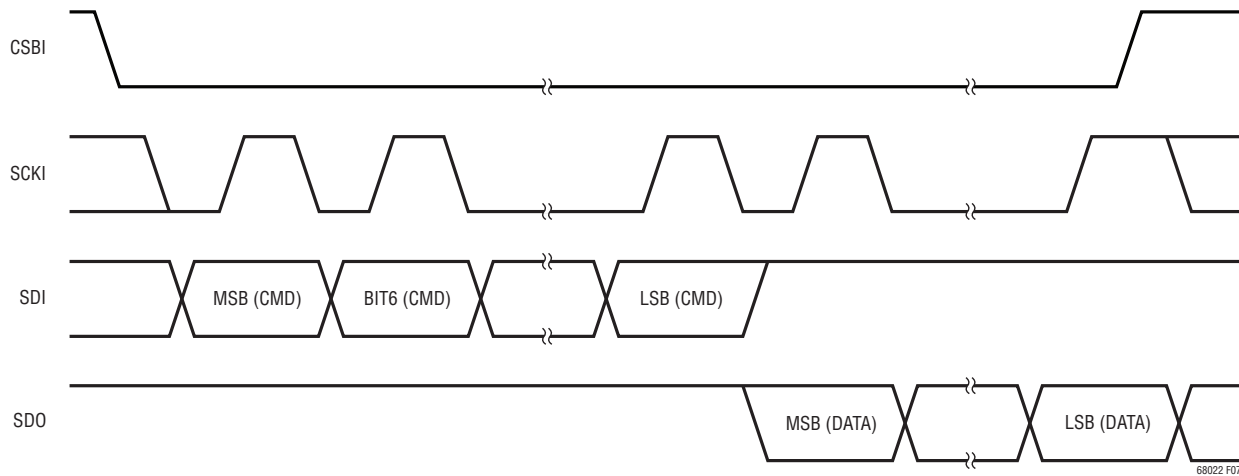 CSBI
SCKI
SDI
MSB (CMD)
BIT6 (CMD)
LSB (CMD)
SDO
MSB (DATA)
LSB (DATA)
68022 F07